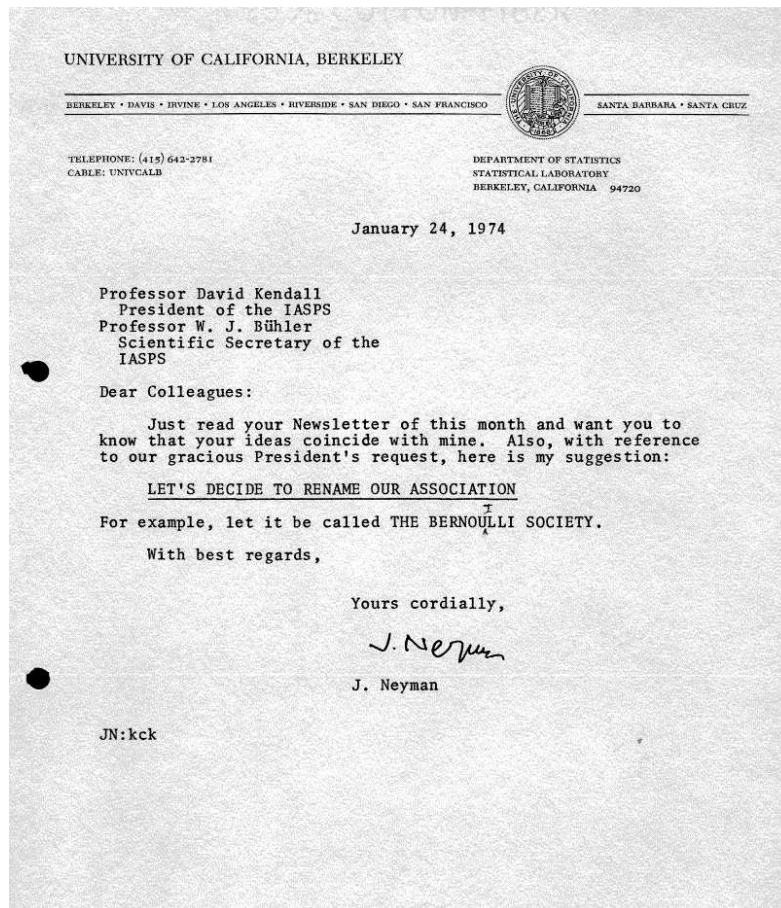 UNIVERSITY OF CALIFORNIA, BERKELEY
BERKELEY • DAVIS • IRVINE • LOS ANGELES • RIVERSIDE • SAN DIEGO • SAN FRANCISCO
SANTA BARBARA • SANTA CRUZ
TELEPHONE: (415) 642-2781
CABLE: UNIVCALB
DEPARTMENT OF STATISTICS
STATISTICAL LABORATORY
BERKELEY, CALIFORNIA 94720
January 24, 1974
Professor David Kendall
President of the IASPS
Professor W. J. Bühler
Scientific Secretary of the
IASPS
Dear Colleagues:
Just read your Newsletter of this month and want you to
know that your ideas coincide with mine. Also, with reference
to our gracious President's request, here is my suggestion:
LET'S DECIDE TO RENAME OUR ASSOCIATION
For example, let it be called THE BERNOULLI SOCIETY.
With best regards,
Yours cordially,
J. Neyman
J. Neyman
JN:kck